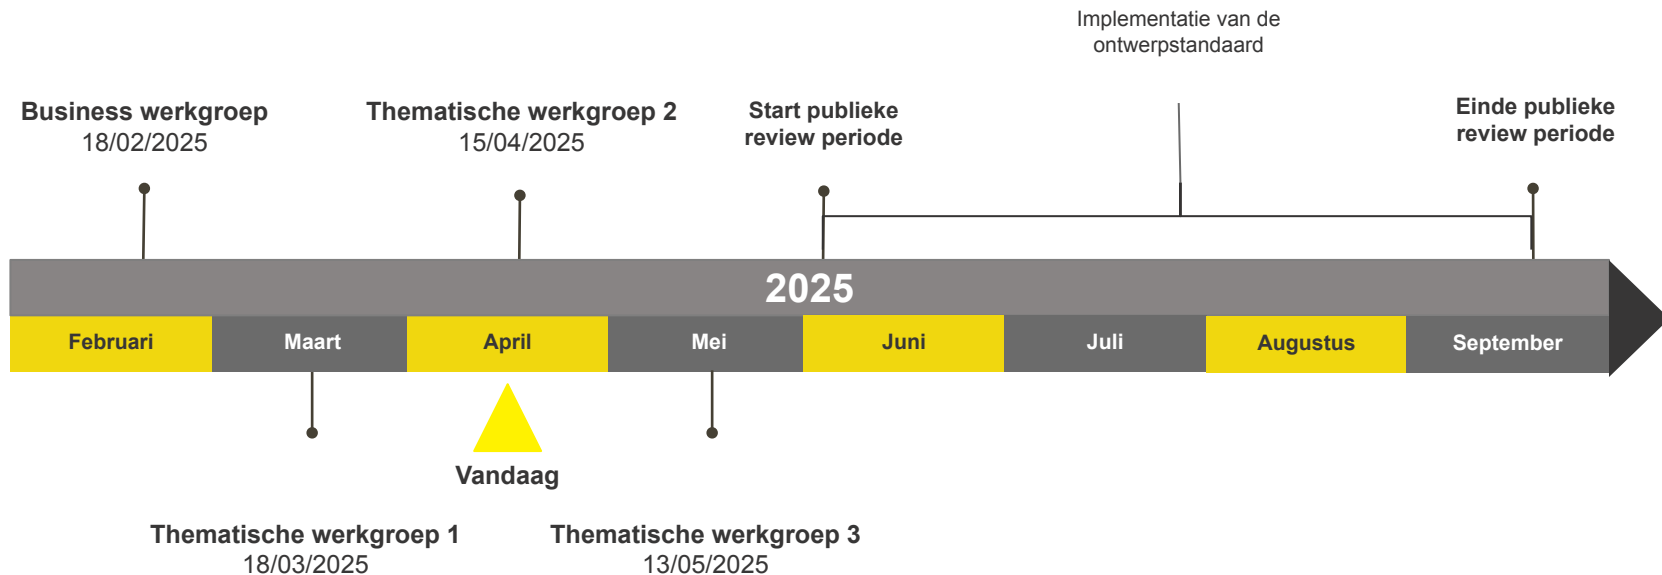 Implementatie van de
ontwerpstandaard
Business werkgroep
18/02/2025
Thematische werkgroep 2
15/04/2025
Start publieke
review periode
Einde publieke
review periode
2025
Februari
Maart
April
Mei
Juni
Juli
Augustus
September
Vandaag
Thematische werkgroep 1
18/03/2025
Thematische werkgroep 3
13/05/2025